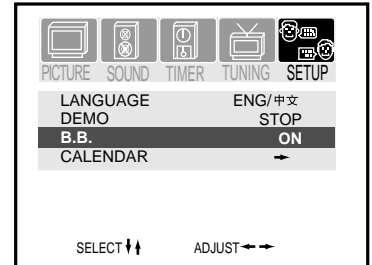 PICTURE SOUND TIMER TUNING SETUP
LANGUAGE ENG/中文
DEMO STOP
B.B. ON
CALENDAR →
SELECT ADJUST